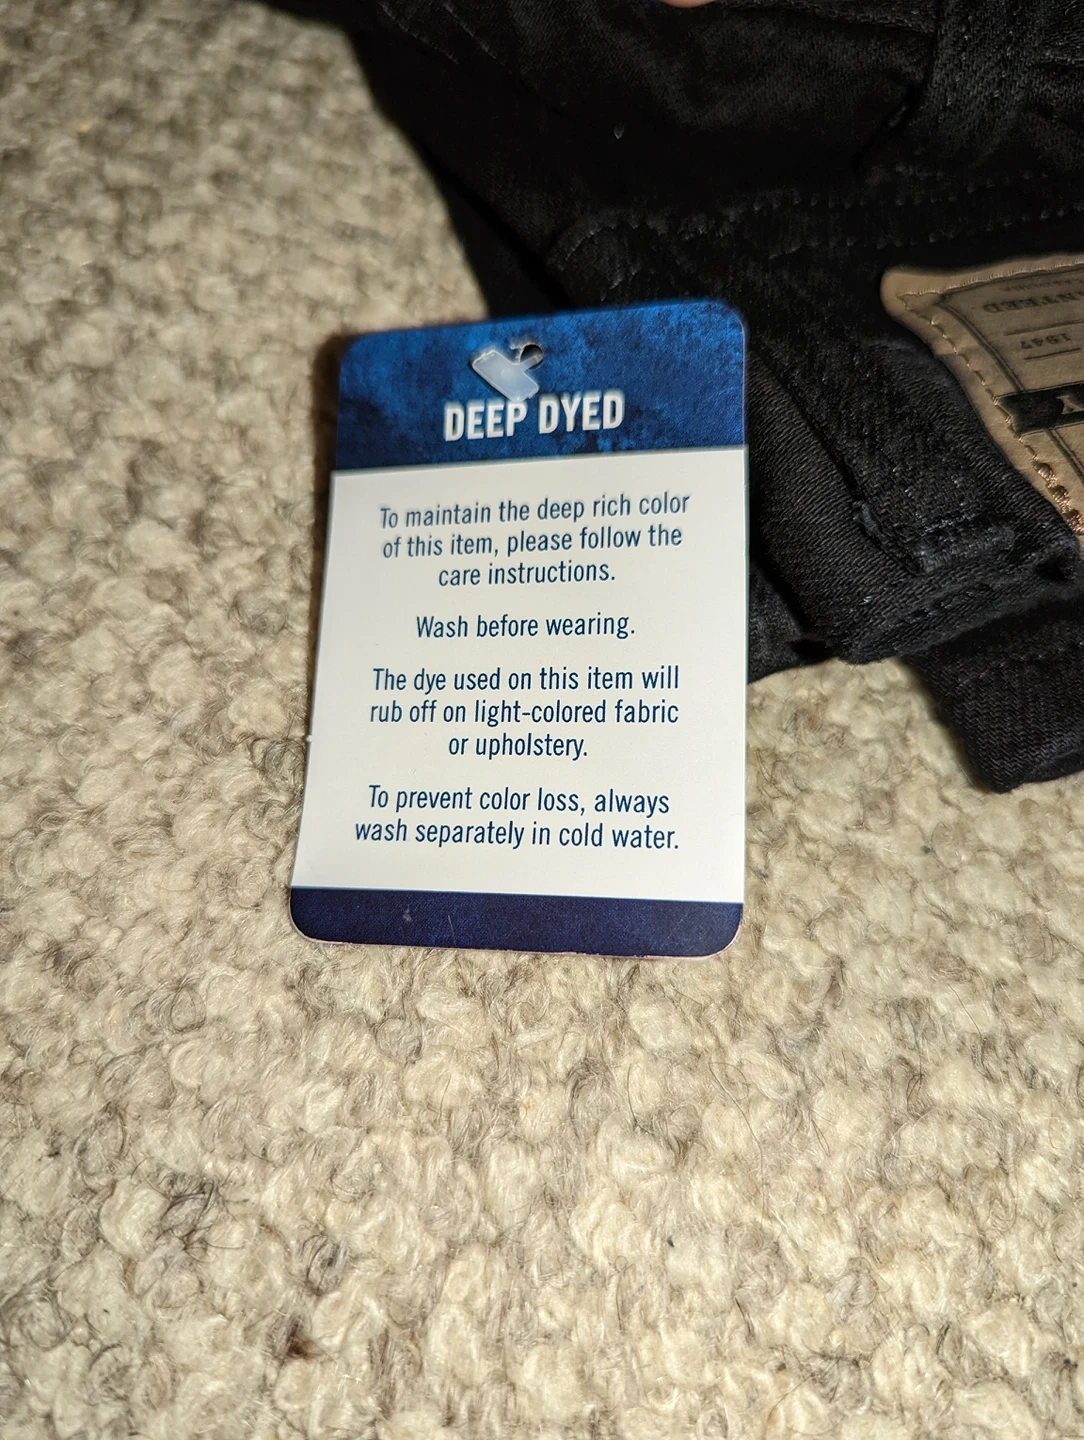 DEEP DYED
To maintain the deep rich color
of this item, please follow the
care instructions.
Wash before wearing.
The dye used on this item will
rub off on light-colored fabric
or upholstery.
To prevent color loss, always
wash separately in cold water.
1947